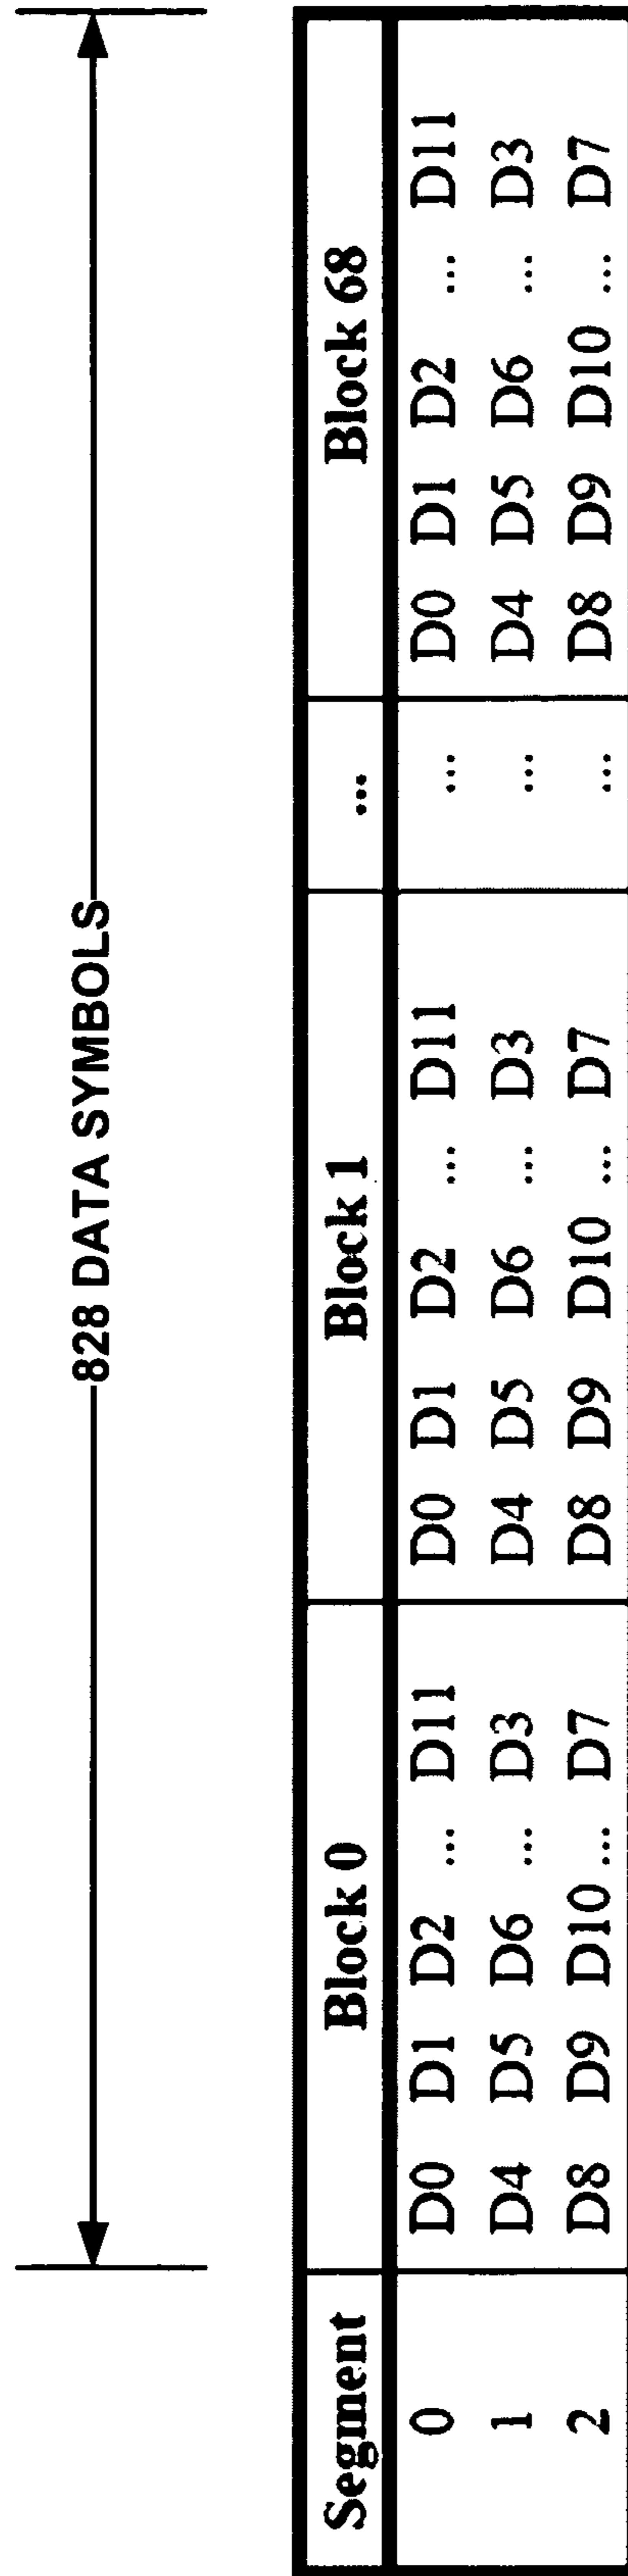 828 DATA SYMBOLS
Segment Block 0 Block 1 ... Block 68
0 D0 D1 D2 ... D11 D0 D1 D2 ... D11 ... D0 D1 D2 ... D11
1 D4 D5 D6 ... D3 D4 D5 D6 ... D3 ... D4 D5 D6 ... D3
2 D8 D9 D10 ... D7 D8 D9 D10 ... D7 ... D8 D9 D10 ... D7